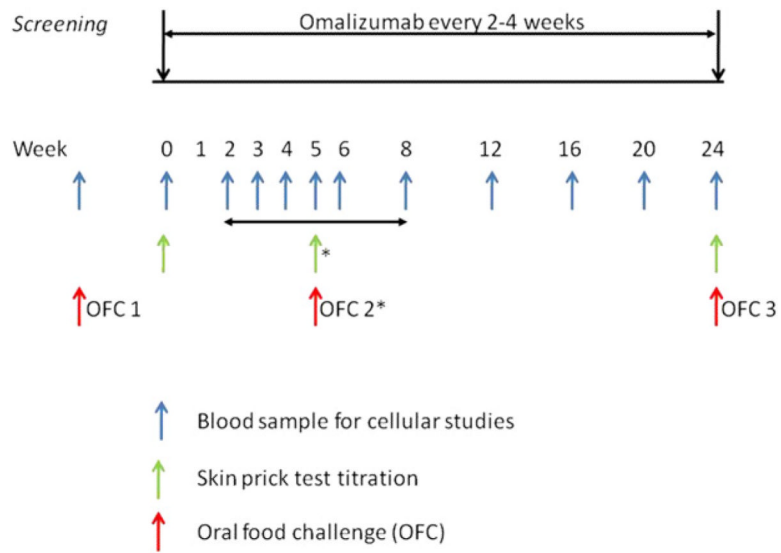 Screening Omalizumab every 2-4 weeks
Week 0 1 2 3 4 5 6 8 12 16 20 24
*
OFC 1 OFC 2* OFC 3
Blood sample for cellular studies
Skin prick test titration
Oral food challenge (OFC)